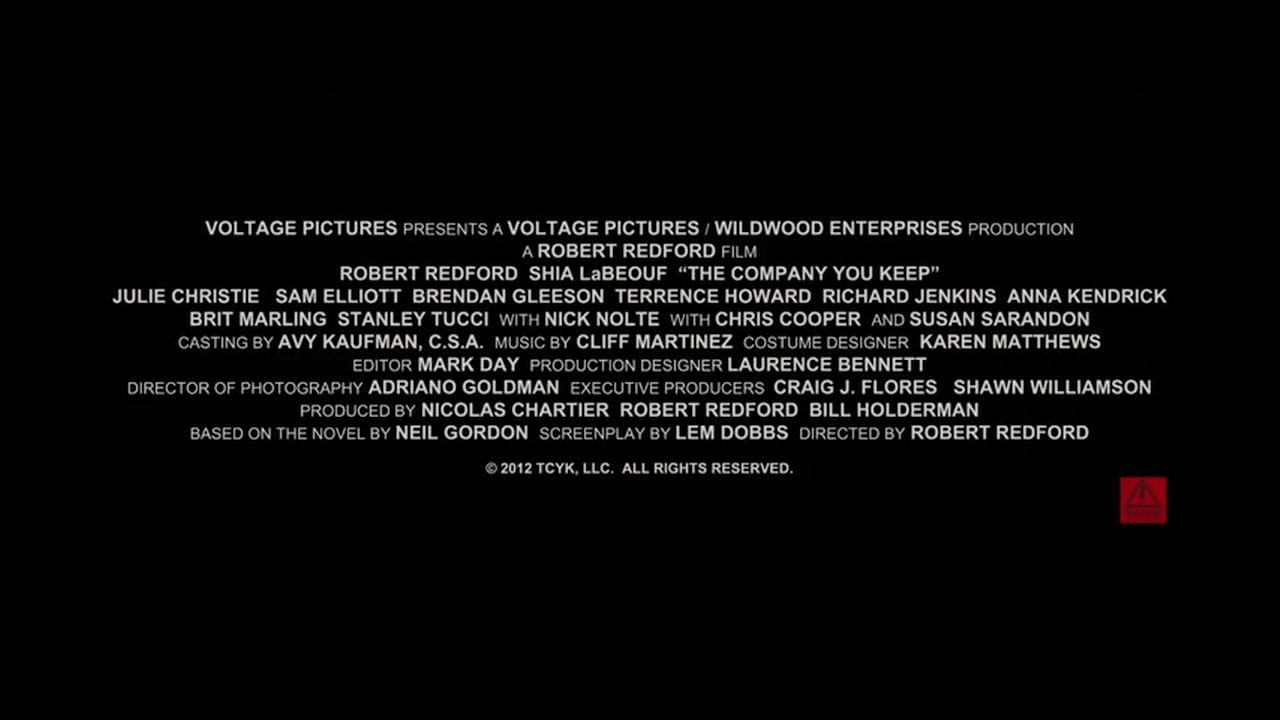 VOLTAGE PICTURES PRESENTS A VOLTAGE PICTURES / WILDWOOD ENTERPRISES PRODUCTION
A ROBERT REDFORD FILM
ROBERT REDFORD SHIA LaBEOUF “THE COMPANY YOU KEEP”
JULIE CHRISTIE SAM ELLIOTT BRENDAN GLEESON TERRENCE HOWARD RICHARD JENKINS ANNA KENDRICK
BRIT MARLING STANLEY TUCCI WITH NICK NOLTE WITH CHRIS COOPER AND SUSAN SARANDON
CASTING BY AVY KAUFMAN, C.S.A. MUSIC BY CLIFF MARTINEZ COSTUME DESIGNER KAREN MATTHEWS
EDITOR MARK DAY PRODUCTION DESIGNER LAURENCE BENNETT
DIRECTOR OF PHOTOGRAPHY ADRIANO GOLDMAN EXECUTIVE PRODUCERS CRAIG J. FLORES SHAWN WILLIAMSON
PRODUCED BY NICOLAS CHARTIER ROBERT REDFORD BILL HOLDERMAN
BASED ON THE NOVEL BY NEIL GORDON SCREENPLAY BY LEM DOBBS DIRECTED BY ROBERT REDFORD
© 2012 TCYK, LLC. ALL RIGHTS RESERVED.